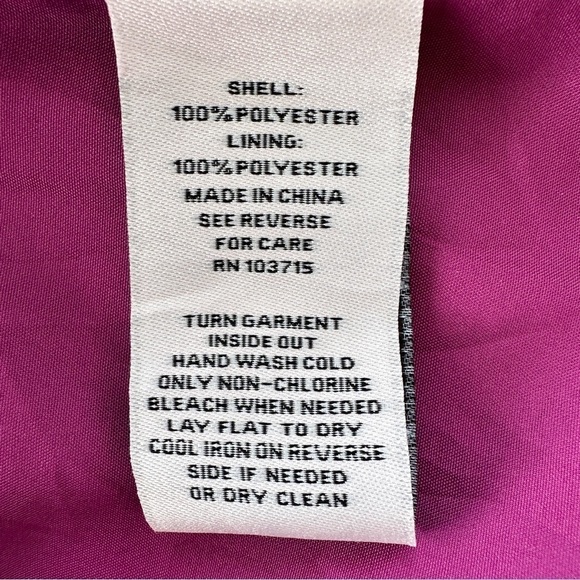 SHELL:
100% POLYESTER
LINING:
100% POLYESTER
MADE IN CHINA
SEE REVERSE
FOR CARE
RN 103715
TURN GARMENT
INSIDE OUT
HAND WASH COLD
ONLY NON-CHLORINE
BLEACH WHEN NEEDED
LAY FLAT TO DRY
COOL IRON ON REVERSE
SIDE IF NEEDED
OR DRY CLEAN